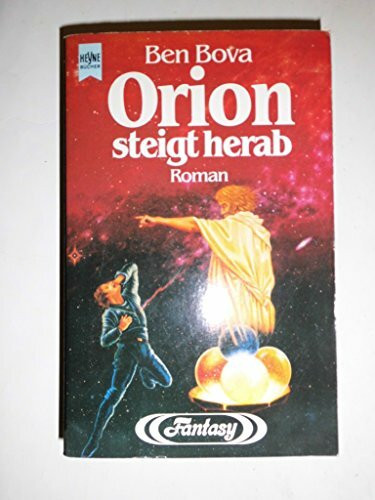 HEYNE
BÜCHER
Ben Bova
Orion
steigt herab
Roman
Fantasy